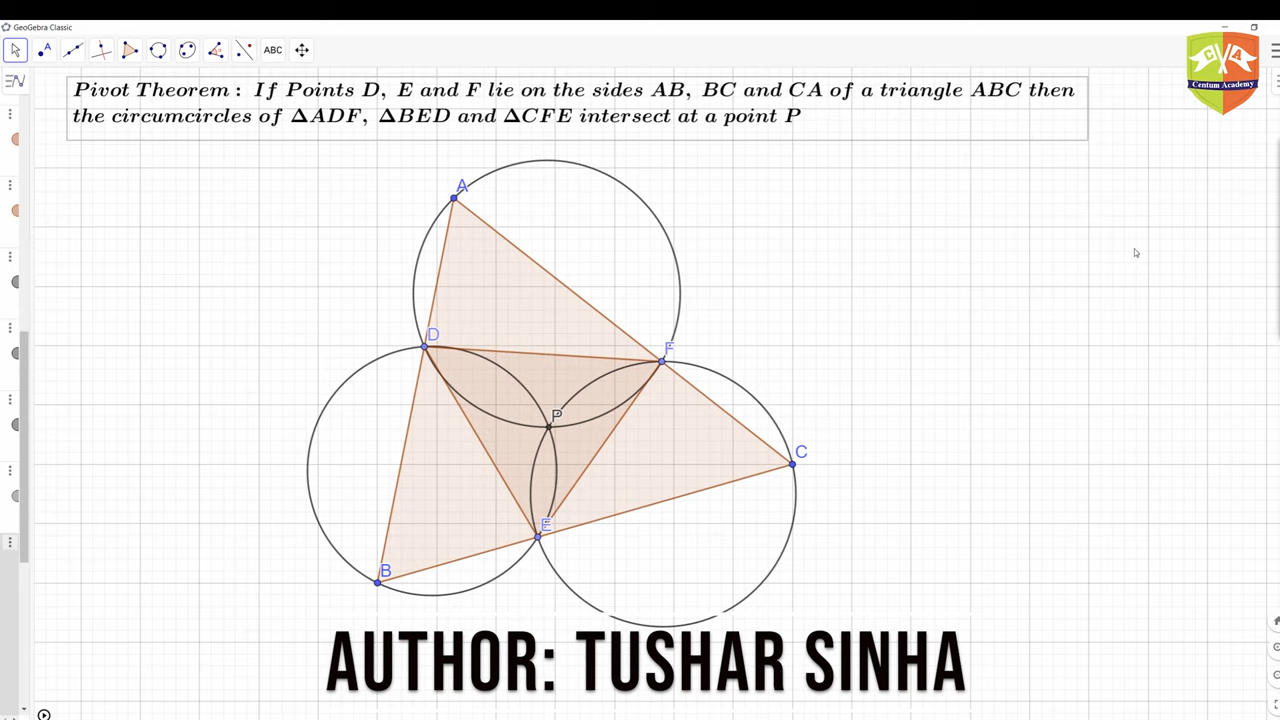 GeoGebra Classic
ABC
CA
Centum Academy
Pivot Theorem : If Points D, E and F lie on the sides AB, BC and CA of a triangle ABC then
the circumcircles of ΔADF, ΔBED and ΔCFE intersect at a point P
A
D
F
P
C
E
B
AUTHOR: TUSHAR SINHA